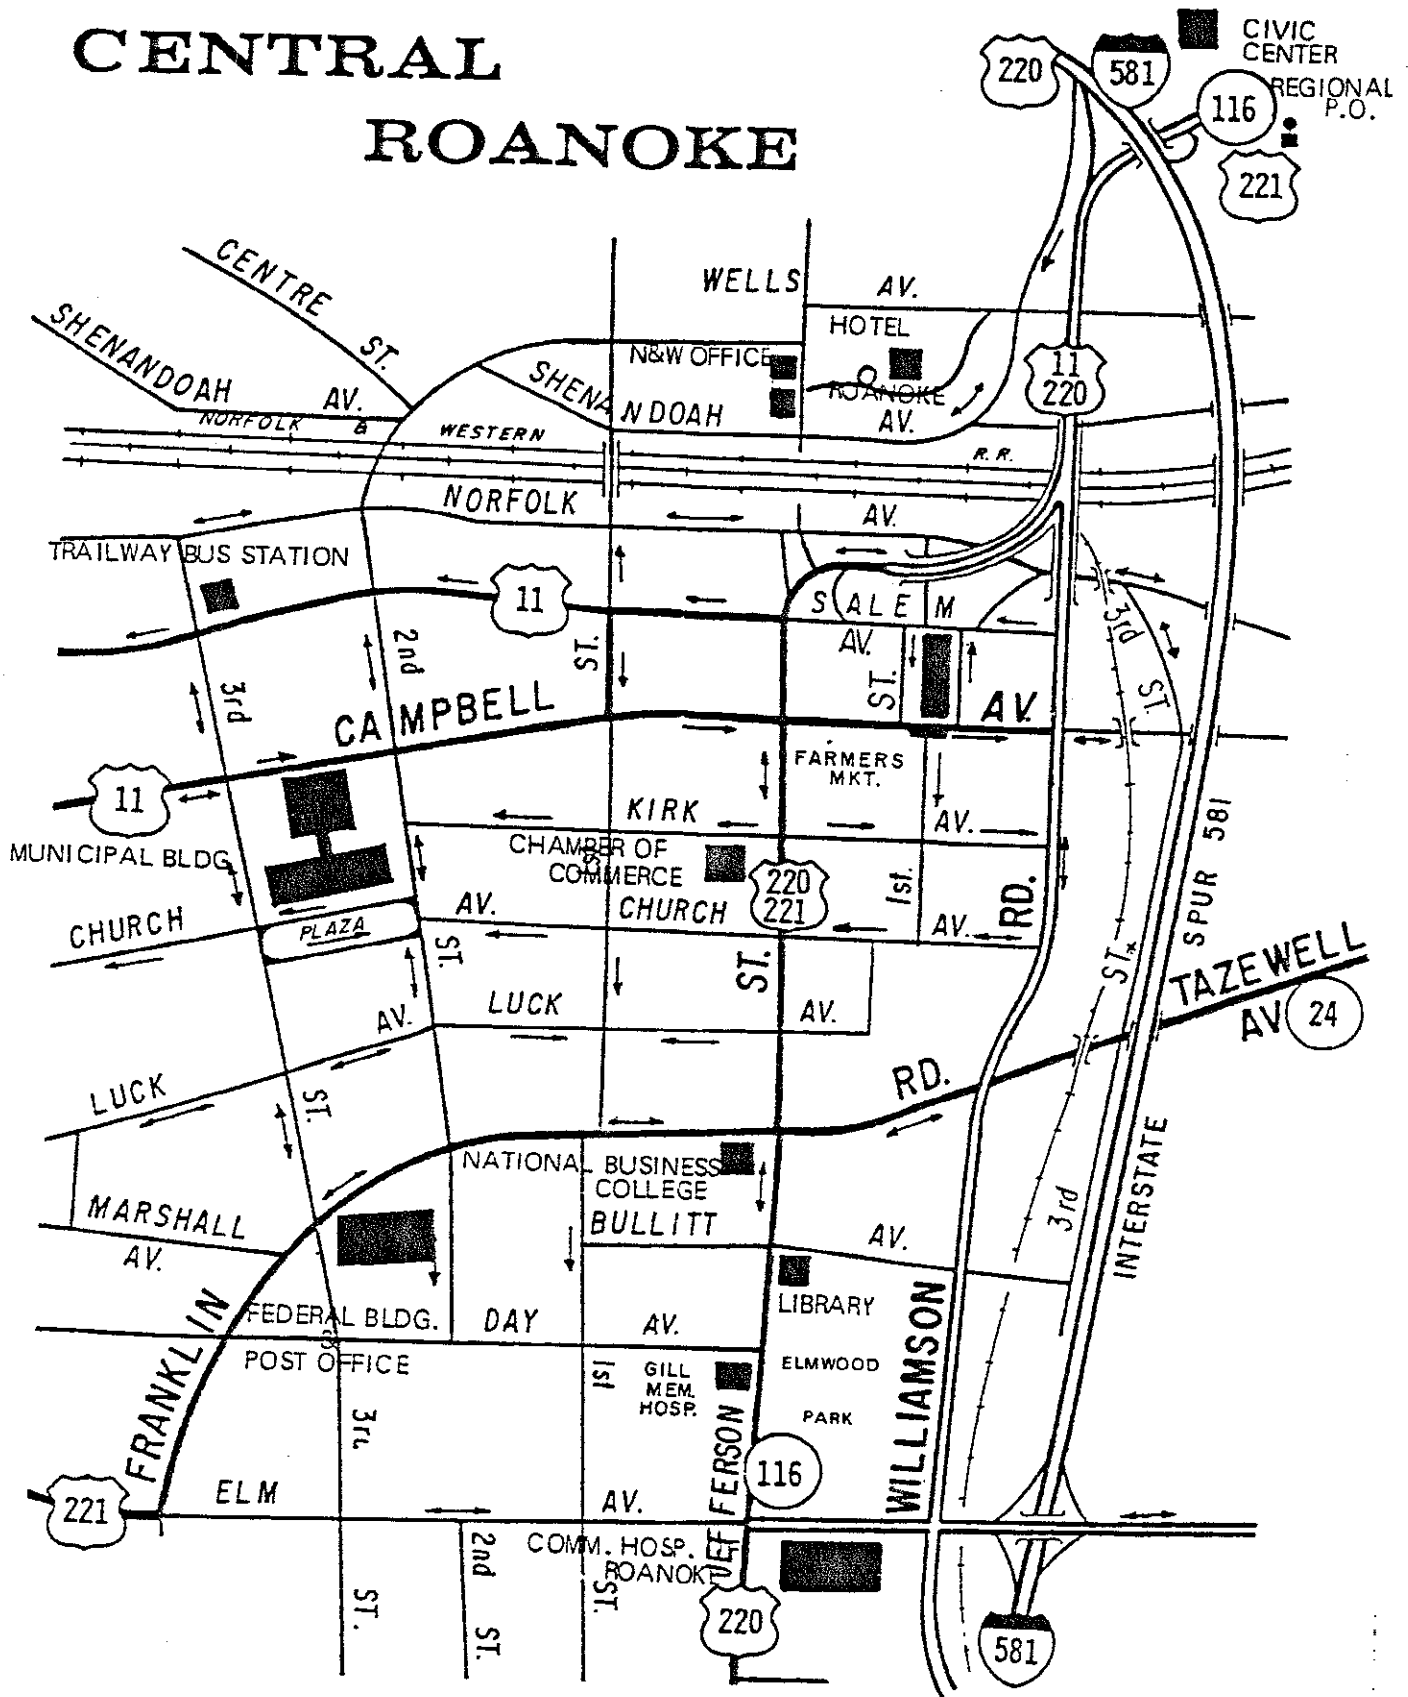 CENTRAL
ROANOKE
CIVIC
CENTER
REGIONAL
P.O.
220
581
116
221
CENTRE
ST.
WELLS
AV.
SHENANDOAH
AV.
HOTEL
ROANOKE
N&W OFFICE
SHENANDOAH
AV.
11
220
NORFOLK
&
WESTERN
R.R.
NORFOLK
AV.
TRAILWAY BUS STATION
11
SALEM
AV.
ST.
3rd
ST.
2nd
ST.
3rd
CAMPBELL
AV.
FARMERS
MKT.
11
MUNICIPAL BLDG.
KIRK
AV.
CHAMBER OF
COMMERCE
220
221
1st.
RD.
SPUR 581
CHURCH
PLAZA
AV.
CHURCH
AV.
ST.
ST.
ST.
TAZEWELL
AV
24
LUCK
AV.
AV.
LUCK
RD.
ST.
NATIONAL BUSINESS
COLLEGE
3rd
INTERSTATE
MARSHALL
AV.
BULLITT
AV.
LIBRARY
FEDERAL BLDG.
POST OFFICE
DAY
AV.
ELMWOOD
PARK
GILL
MEM.
HOSP.
1st
FRANKLIN
WILLIAMSON
JEFFERSON
116
221
ELM
AV.
COMM. HOSP.
ROANOKE
2nd
ST.
ST.
ST.
220
581